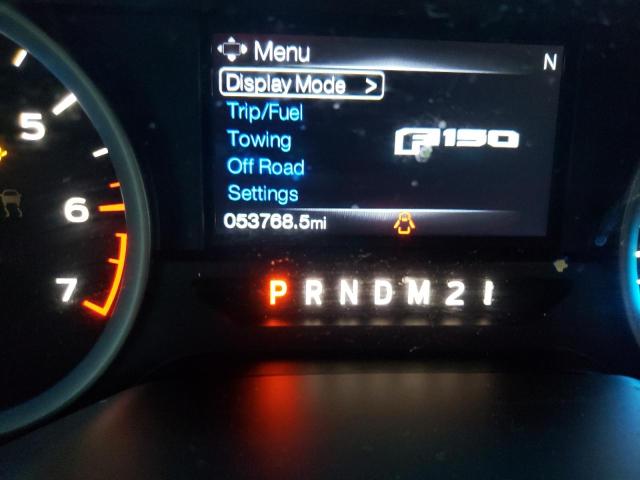 Menu
N
Display Mode >
Trip/Fuel
Towing
F150
Off Road
Settings
053768.5mi
5
6
7
P R N D M 2 1